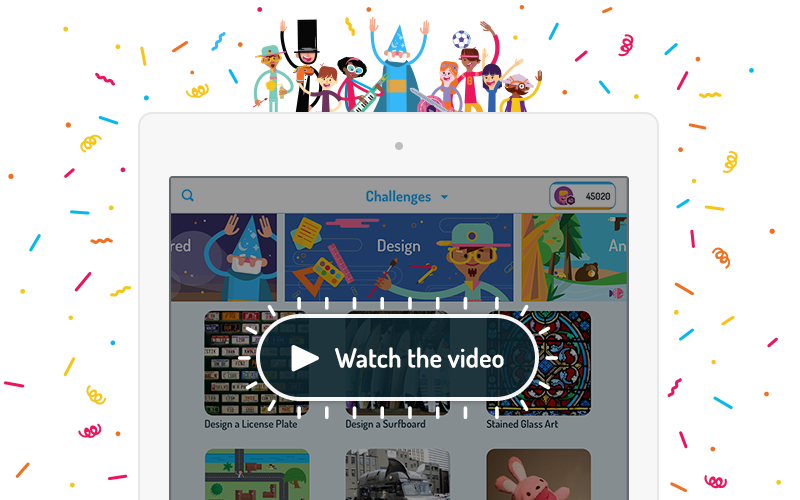 Challenges
45020
red
Design
An
Watch the video
Design a License Plate
Design a Surfboard
Stained Glass Art